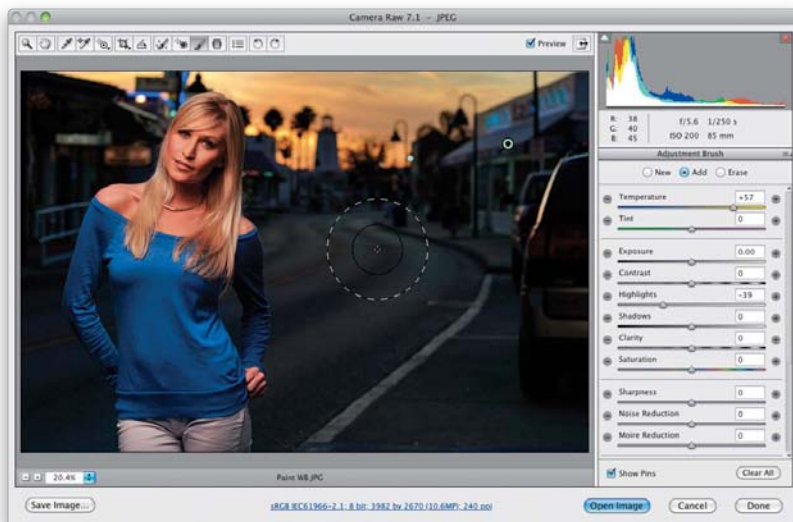 Camera Raw 7.1 – JPEG
Preview
R: 38
G: 40
B: 45
f/5.6 1/250 s
ISO 200 85 mm
Adjustment Brush
New Add Erase
Temperature +57
Tint 0
Exposure 0.00
Contrast 0
Highlights -39
Shadows 0
Clarity 0
Saturation 0
Sharpness 0
Noise Reduction 0
Moire Reduction 0
Show Pins Clear All
20.4% Paint WB.JPG
Save Image... sRGB IEC61966-2.1; 8 bit; 3982 by 2670 (10.6MP); 240 ppi Open Image Cancel Done